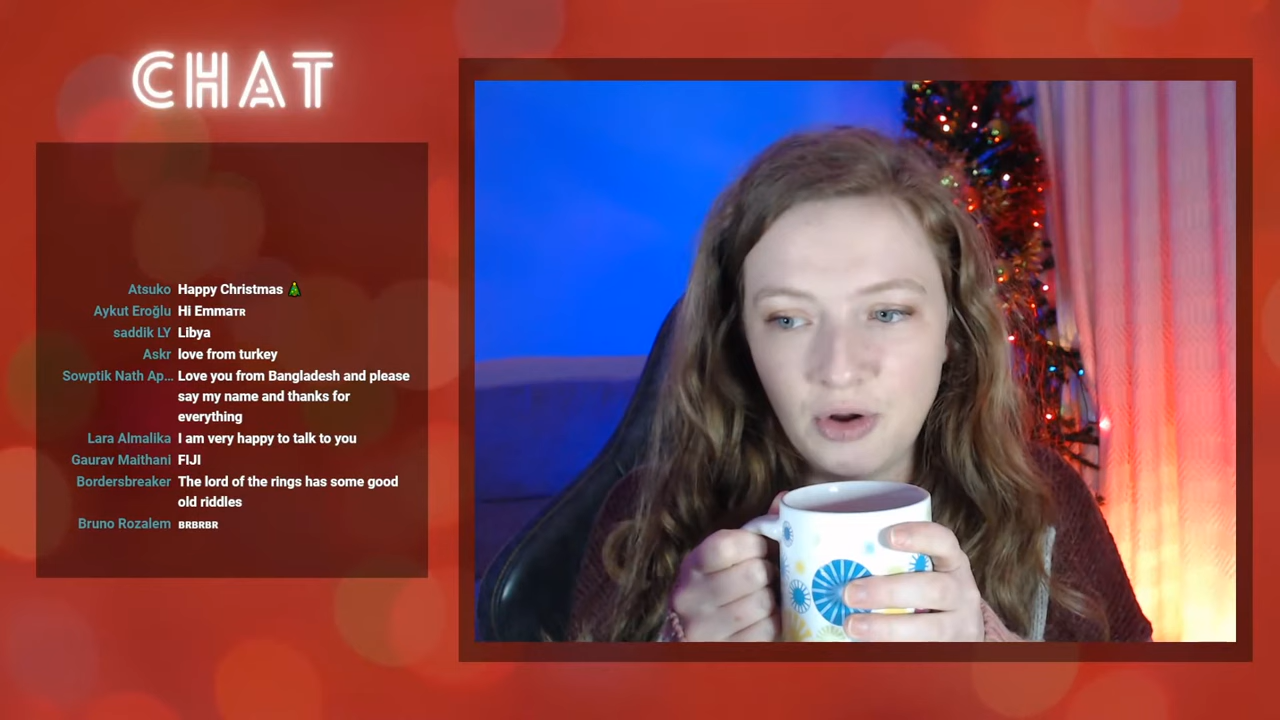 CHAT
Atsuko Happy Christmas 🎄
Aykut Eroğlu Hi Emmaᴛʀ
saddik LY Libya
Askr love from turkey
Sowptik Nath Ap... Love you from Bangladesh and please
say my name and thanks for
everything
Lara Almalika I am very happy to talk to you
Gaurav Maithani FIJI
Bordersbreaker The lord of the rings has some good
old riddles
Bruno Rozalem ʙʀʙʀʙʀ